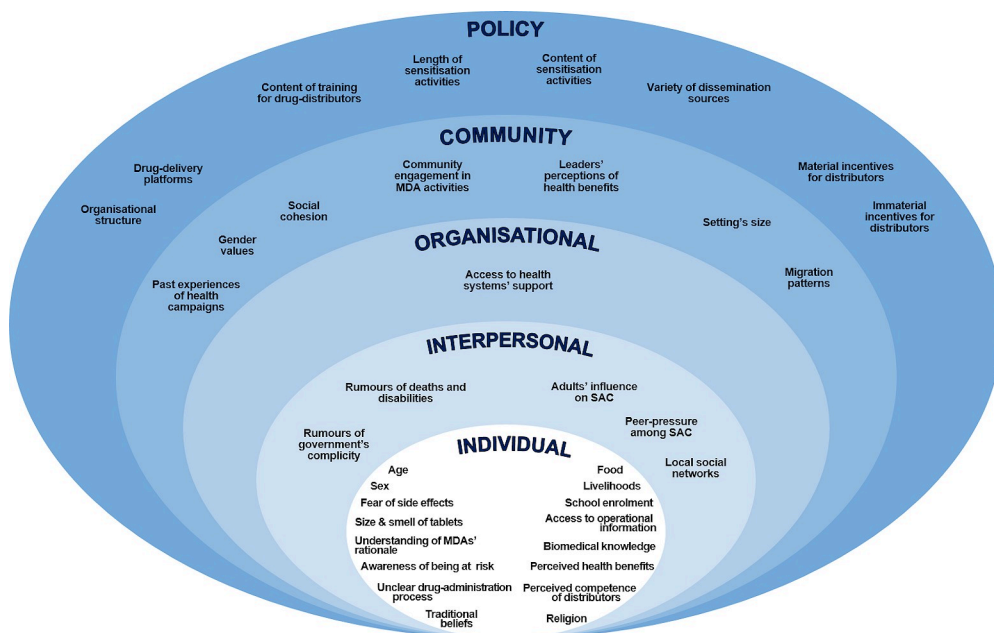 POLICY
Length of
sensitisation
activities
Content of
sensitisation
activities
Content of training
for drug-distributors
Variety of dissemination
sources
Drug-delivery
platforms
Organisational
structure
Material incentives
for distributors
Immaterial
incentives for
distributors
COMMUNITY
Community
engagement in
MDA activities
Leaders'
perceptions of
health benefits
Social
cohesion
Gender
values
Past experiences
of health
campaigns
Setting's size
Migration
patterns
ORGANISATIONAL
Access to health
systems' support
INTERPERSONAL
Rumours of deaths and
disabilities
Rumours of
government's
complicity
Adults' influence
on SAC
Peer-pressure
among SAC
Local social
networks
INDIVIDUAL
Age
Sex
Fear of side effects
Size & smell of tablets
Understanding of MDAs'
rationale
Awareness of being at risk
Unclear drug-administration
process
Traditional
beliefs
Food
Livelihoods
School enrolment
Access to operational
information
Biomedical knowledge
Perceived health benefits
Perceived competence
of distributors
Religion